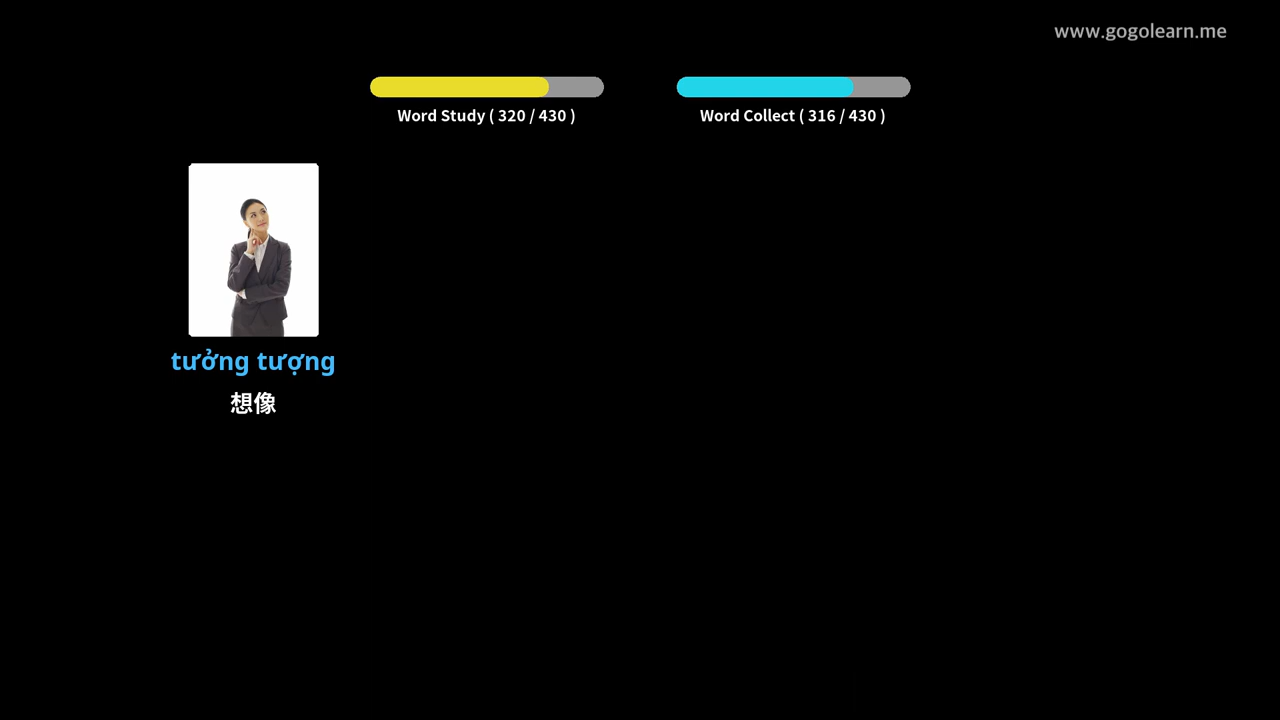 www.gogolearn.me
Word Study ( 320 / 430 )
Word Collect ( 316 / 430 )
tưởng tượng
想像